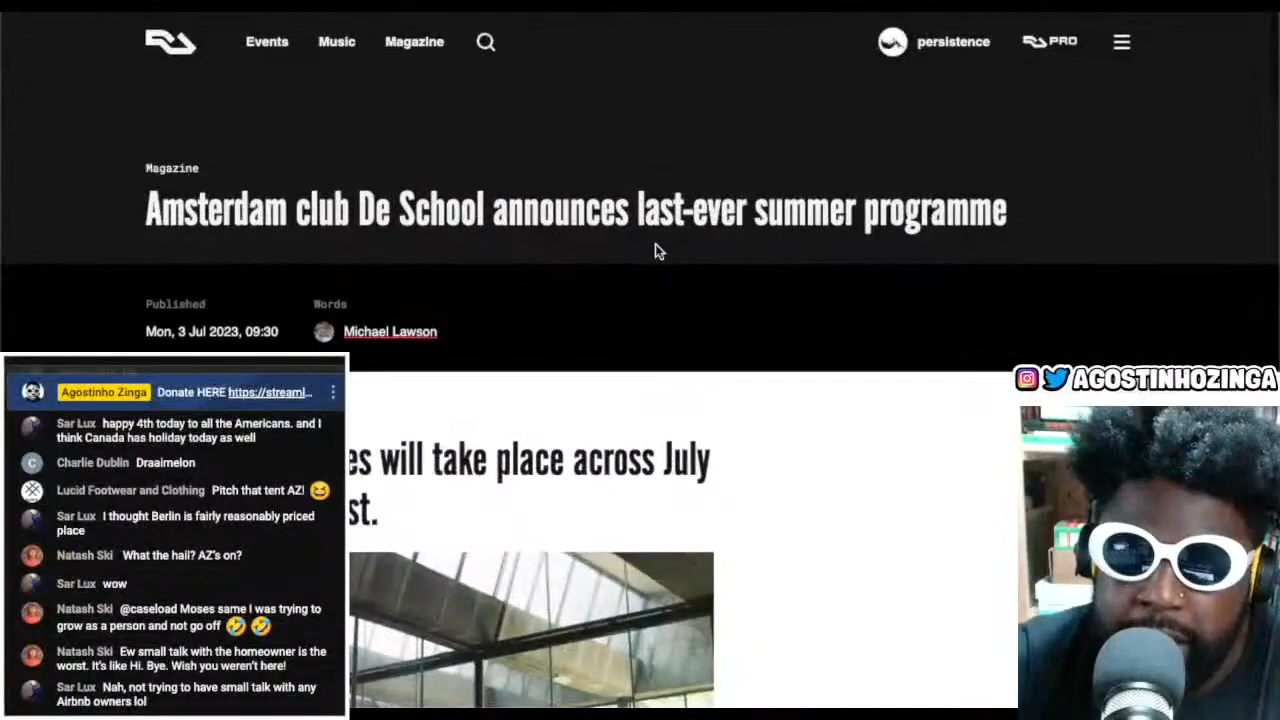 Events Music Magazine
persistence
PRO
Magazine
Amsterdam club De School announces last-ever summer programme
Published Words
Mon, 3 Jul 2023, 09:30 Michael Lawson
es will take place across July
st.
Agostinho Zinga Donate HERE https://streaml...
Sar Lux happy 4th today to all the Americans. and I
think Canada has holiday today as well
C Charlie Dublin Draaimelon
Lucid Footwear and Clothing Pitch that tent AZ! 😆
Sar Lux I thought Berlin is fairly reasonably priced
place
Natash Ski What the hail? AZ's on?
Sar Lux wow
Natash Ski @caseload Moses same I was trying to
grow as a person and not go off 🤣 🤣
Natash Ski Ew small talk with the homeowner is the
worst. It's like Hi. Bye. Wish you weren't here!
Sar Lux Nah, not trying to have small talk with any
Airbnb owners lol
AGOSTINHOZINGA